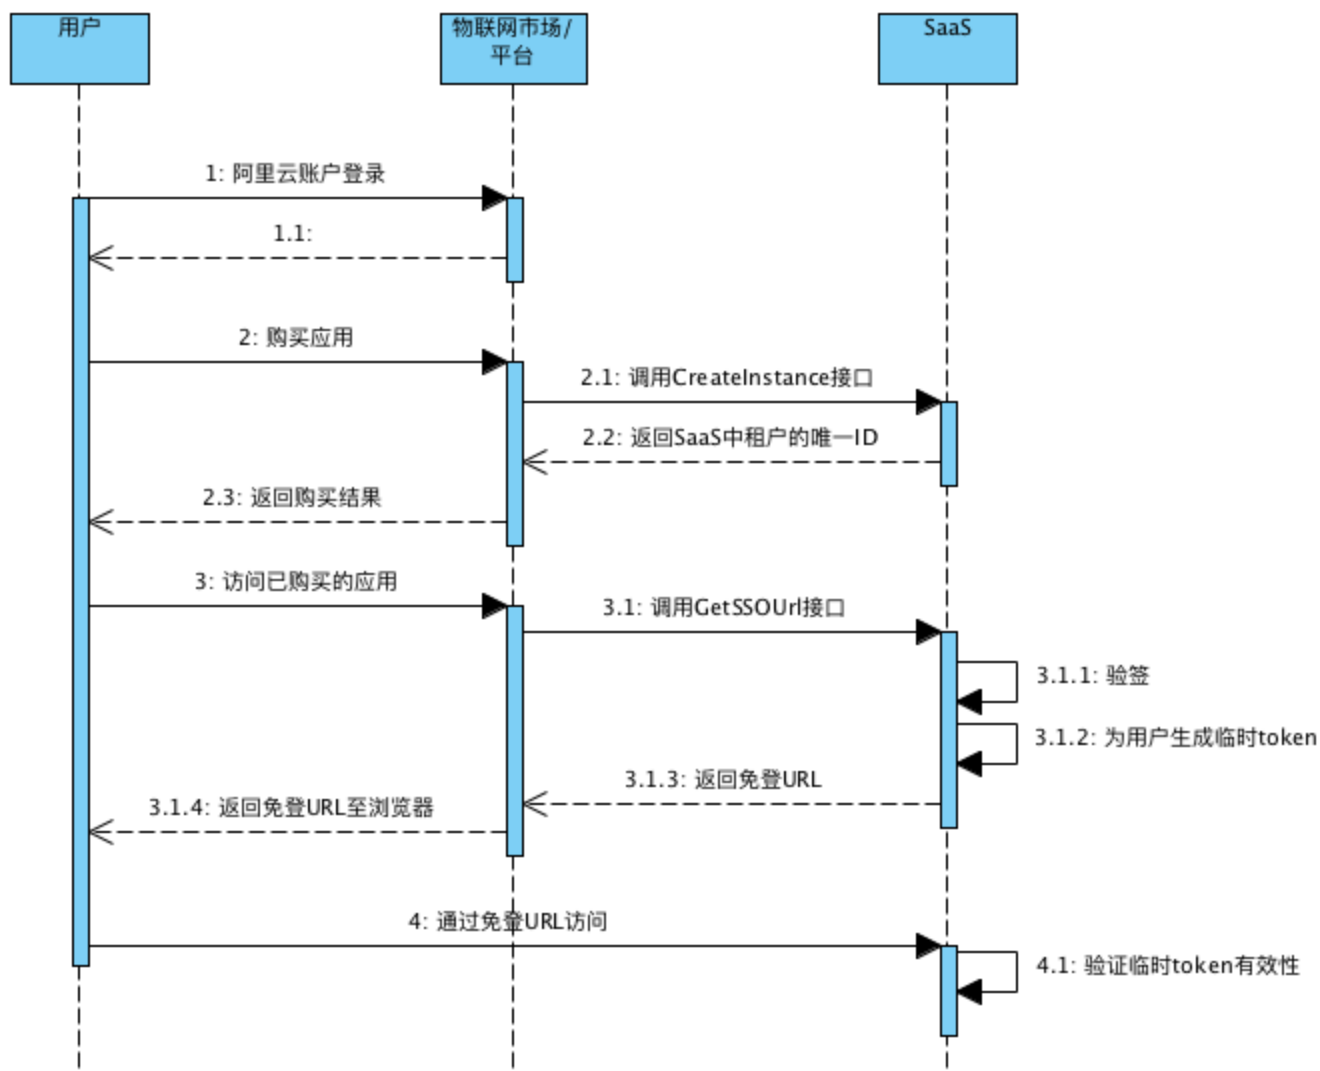 用户
物联网市场/
平台
SaaS
1: 阿里云账户登录
1.1:
2: 购买应用
2.1: 调用CreateInstance接口
2.2: 返回SaaS中租户的唯一ID
2.3: 返回购买结果
3: 访问已购买的应用
3.1: 调用GetSSOUrl接口
3.1.1: 验签
3.1.2: 为用户生成临时token
3.1.3: 返回免登URL
3.1.4: 返回免登URL至浏览器
4: 通过免登URL访问
4.1: 验证临时token有效性